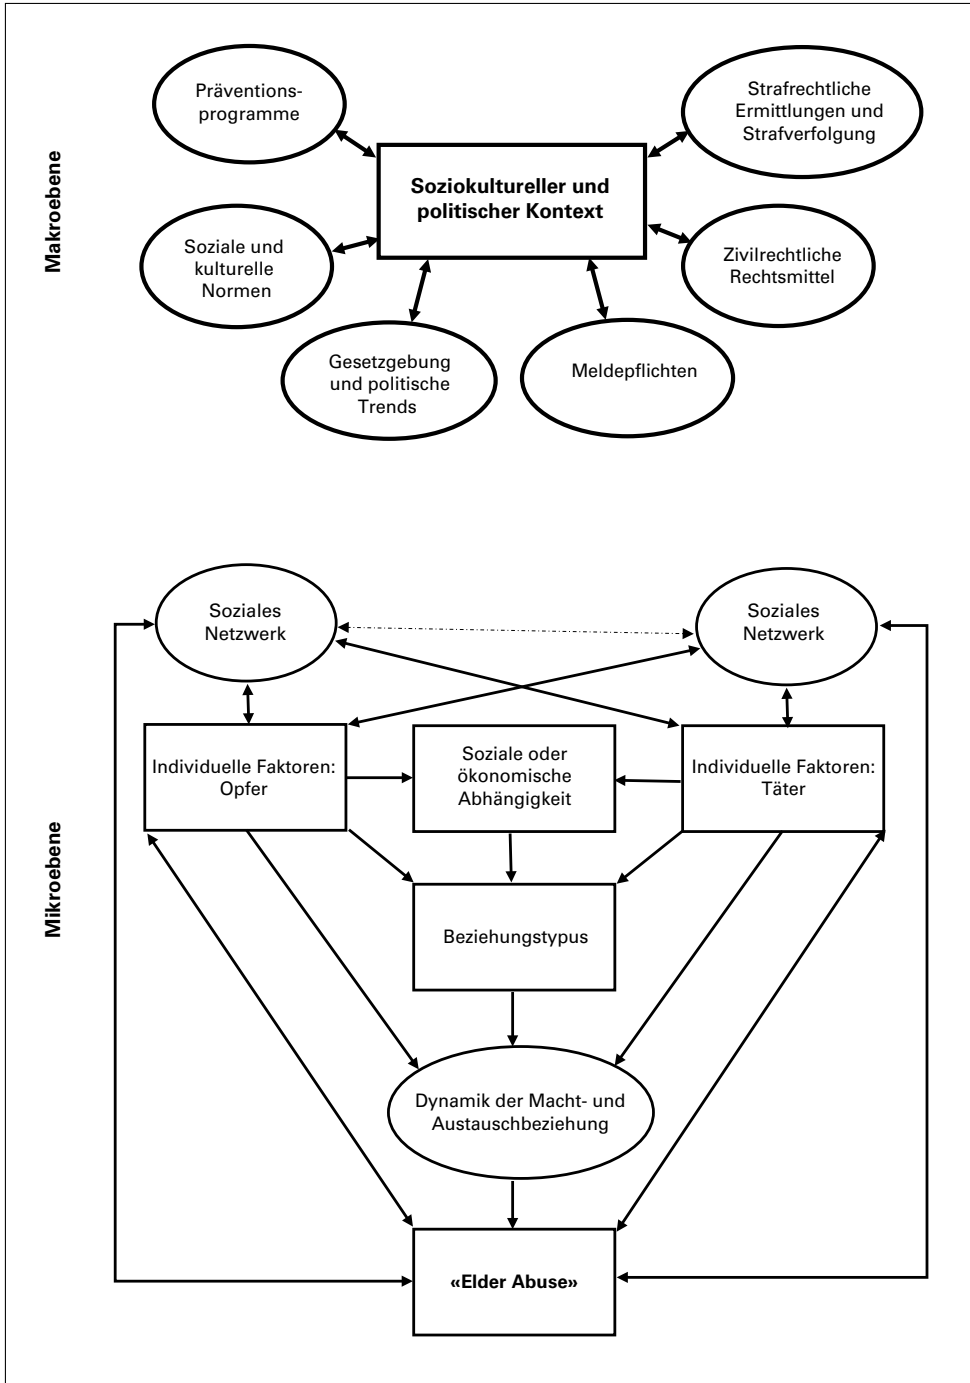 Makroebene
Präventions-
programme
Strafrechtliche
Ermittlungen und
Strafverfolgung
Soziokultureller und
politischer Kontext
Soziale und
kulturelle
Normen
Zivilrechtliche
Rechtsmittel
Gesetzgebung
und politische
Trends
Meldepflichten
Mikroebene
Soziales
Netzwerk
Soziales
Netzwerk
Individuelle Faktoren:
Opfer
Soziale oder
ökonomische
Abhängigkeit
Individuelle Faktoren:
Täter
Beziehungstypus
Dynamik der Macht- und
Austauschbeziehung
«Elder Abuse»